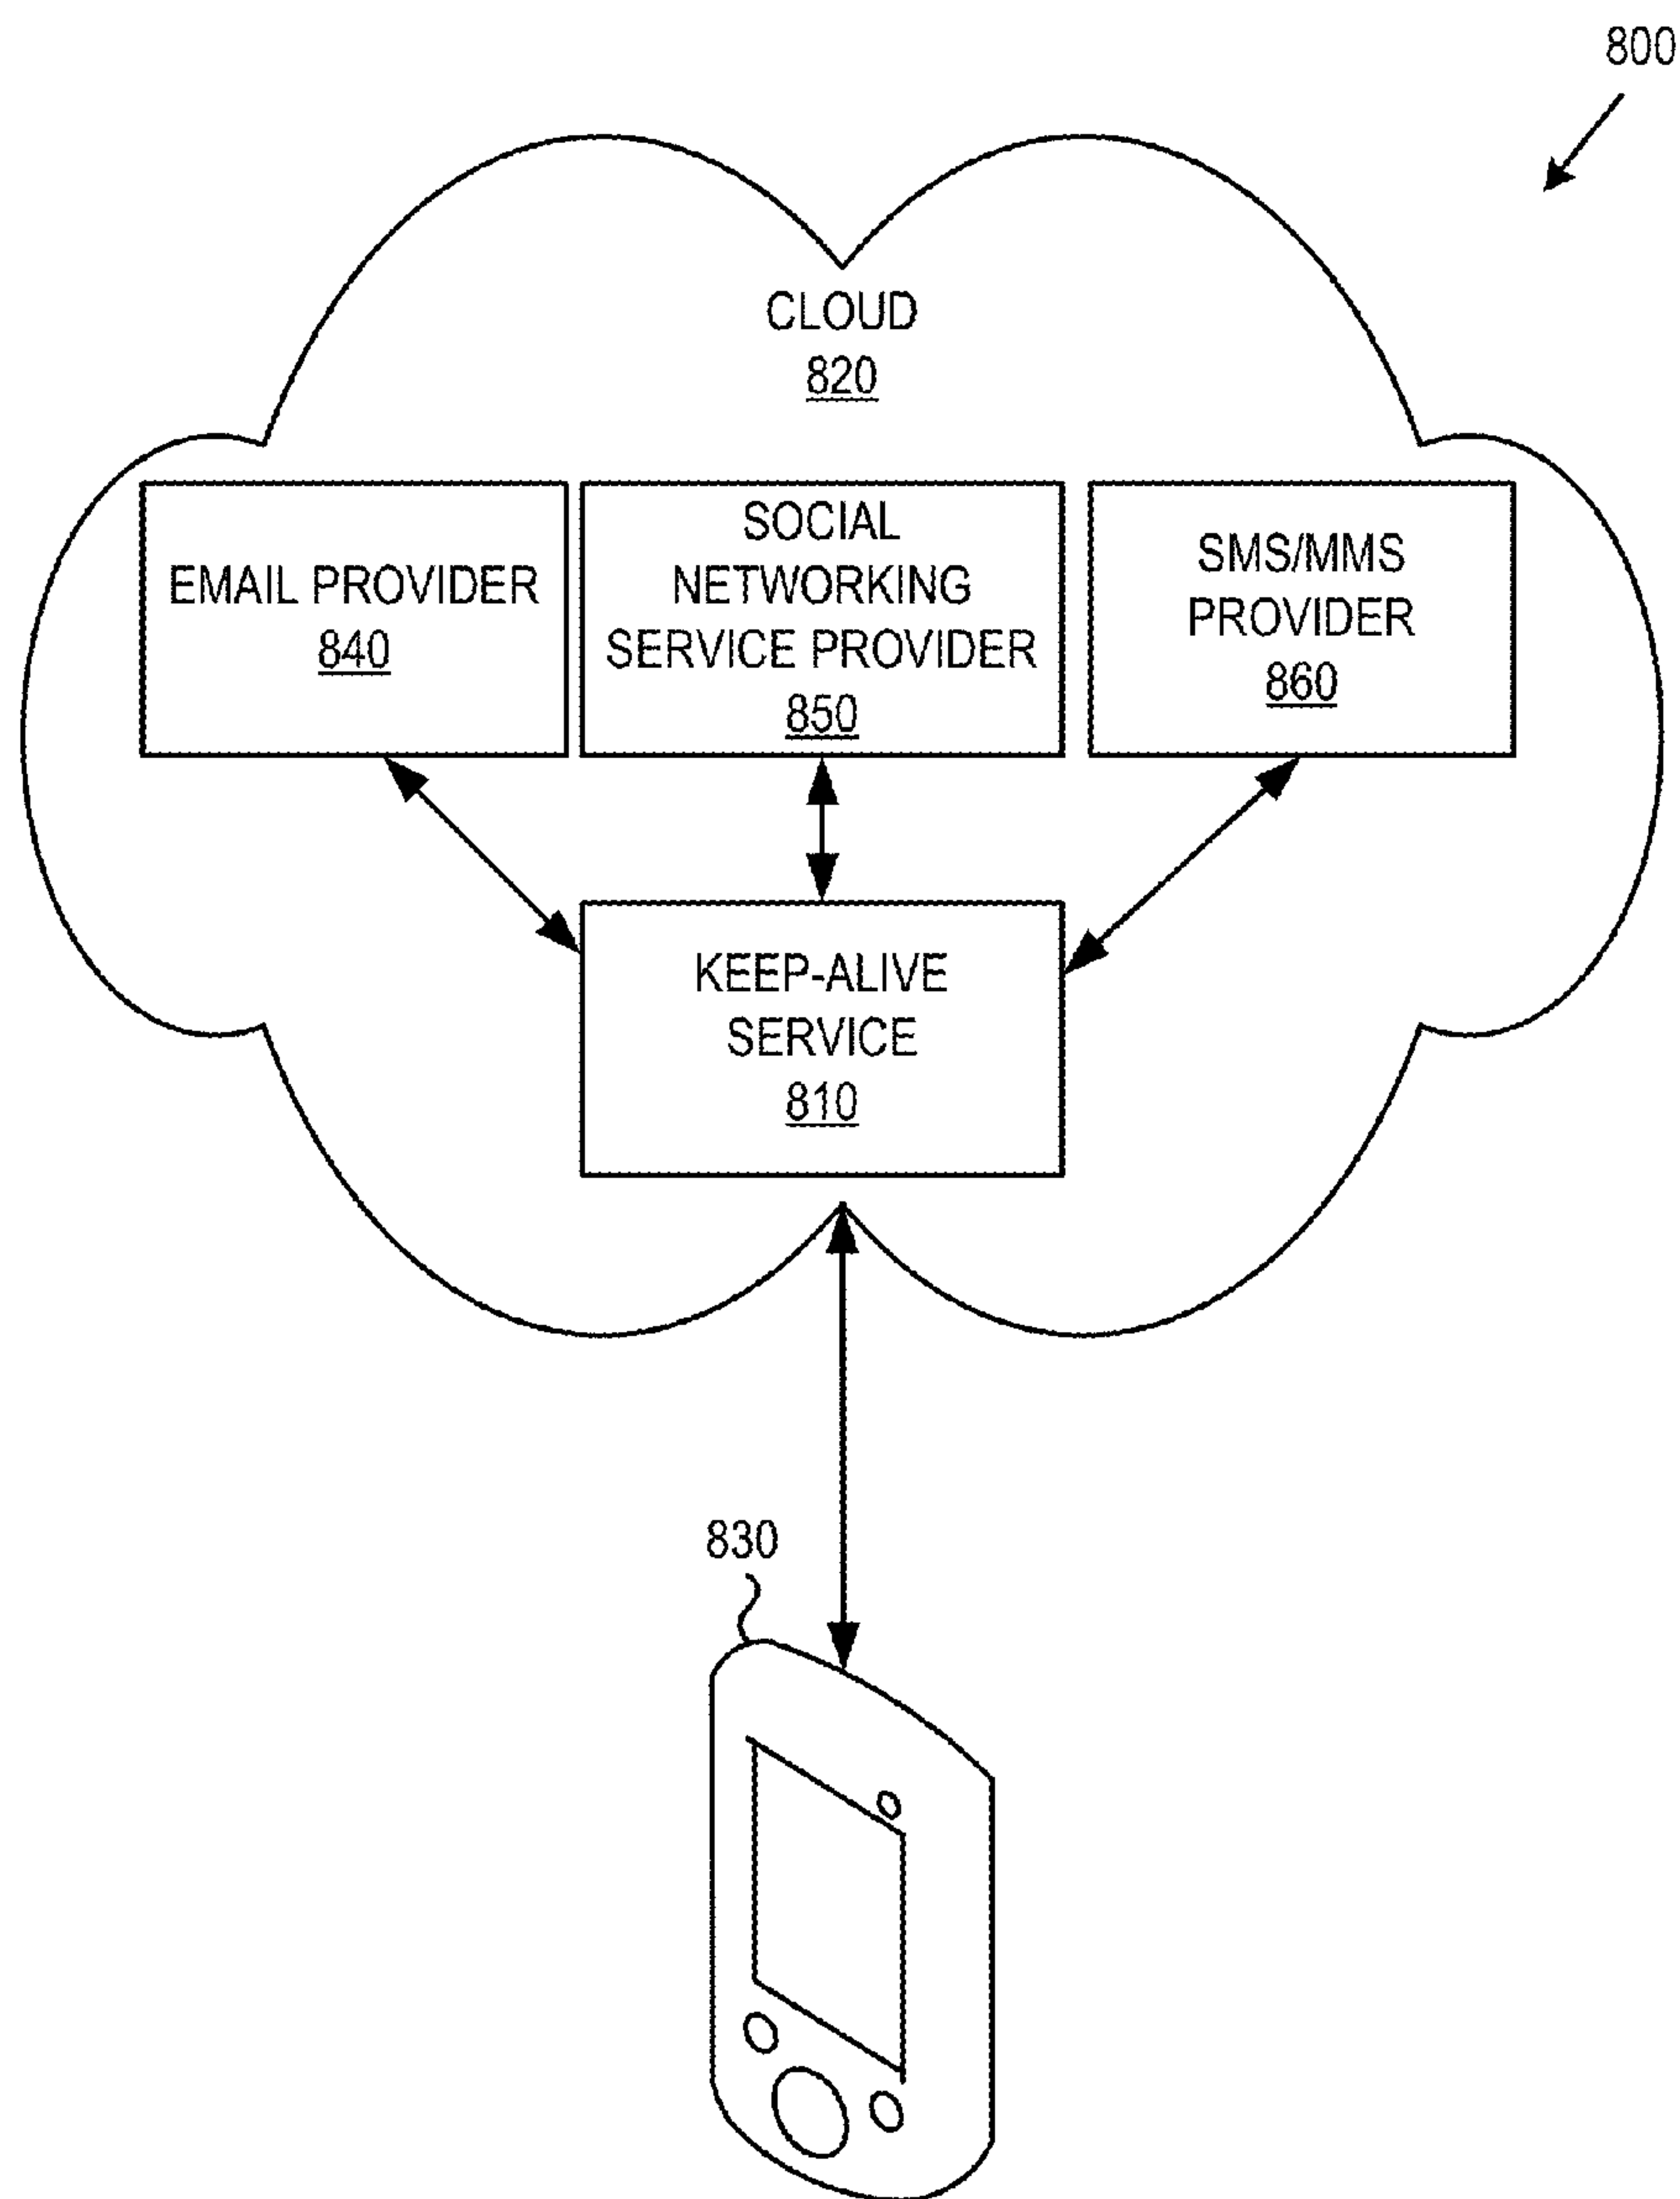 800
CLOUD
820
EMAIL PROVIDER
840
SOCIAL
NETWORKING
SERVICE PROVIDER
850
SMS/MMS
PROVIDER
860
KEEP-ALIVE
SERVICE
810
830